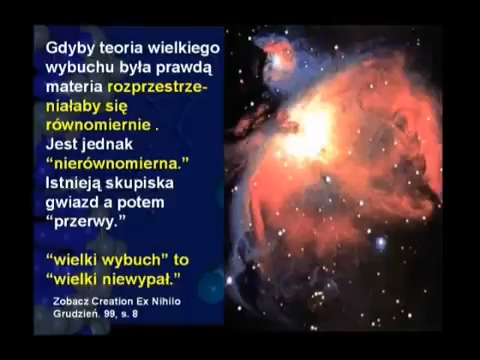 Gdyby teoria wielkiego
wybuchu była prawdą
materia rozprzestrze-
niałaby się
równomiernie .
Jest jednak
“nierównomierna.”
Istnieją skupiska
gwiazd a potem
“przerwy.”
“wielki wybuch” to
“wielki niewypał.”
Zobacz Creation Ex Nihilo
Grudzień. 99, s. 8